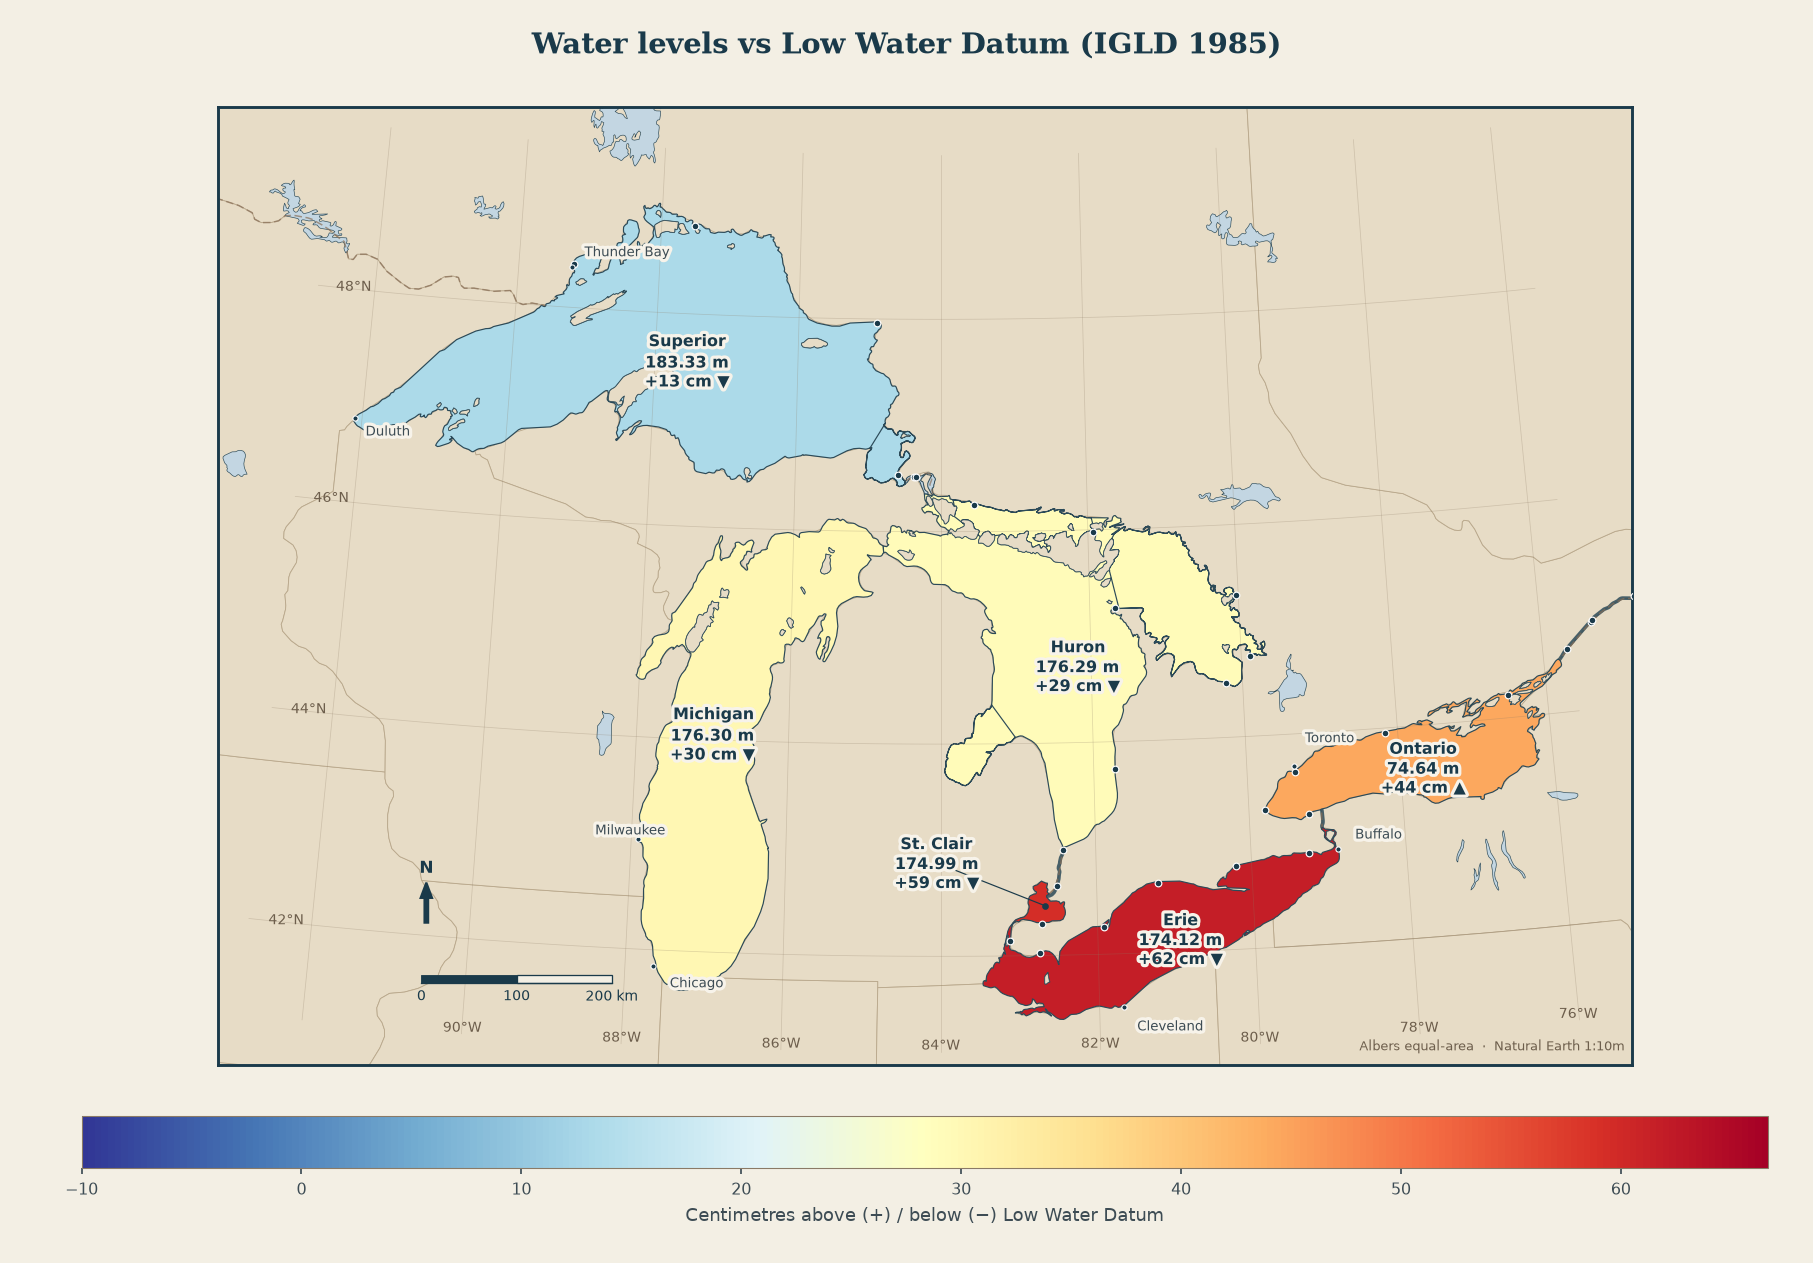 Water levels vs Low Water Datum (IGLD 1985)
Thunder Bay
48°N
Superior
183.33 m
+13 cm ▼
Duluth
46°N
Huron
176.29 m
+29 cm ▼
44°N
Michigan
176.30 m
+30 cm ▼
Toronto
Ontario
74.64 m
+44 cm ▲
Milwaukee
Buffalo
St. Clair
174.99 m
+59 cm ▼
N
42°N
Erie
174.12 m
+62 cm ▼
Chicago
0 100 200 km
Cleveland
90°W 88°W 86°W 84°W 82°W 80°W 78°W 76°W
Albers equal-area · Natural Earth 1:10m
−10 0 10 20 30 40 50 60
Centimetres above (+) / below (−) Low Water Datum